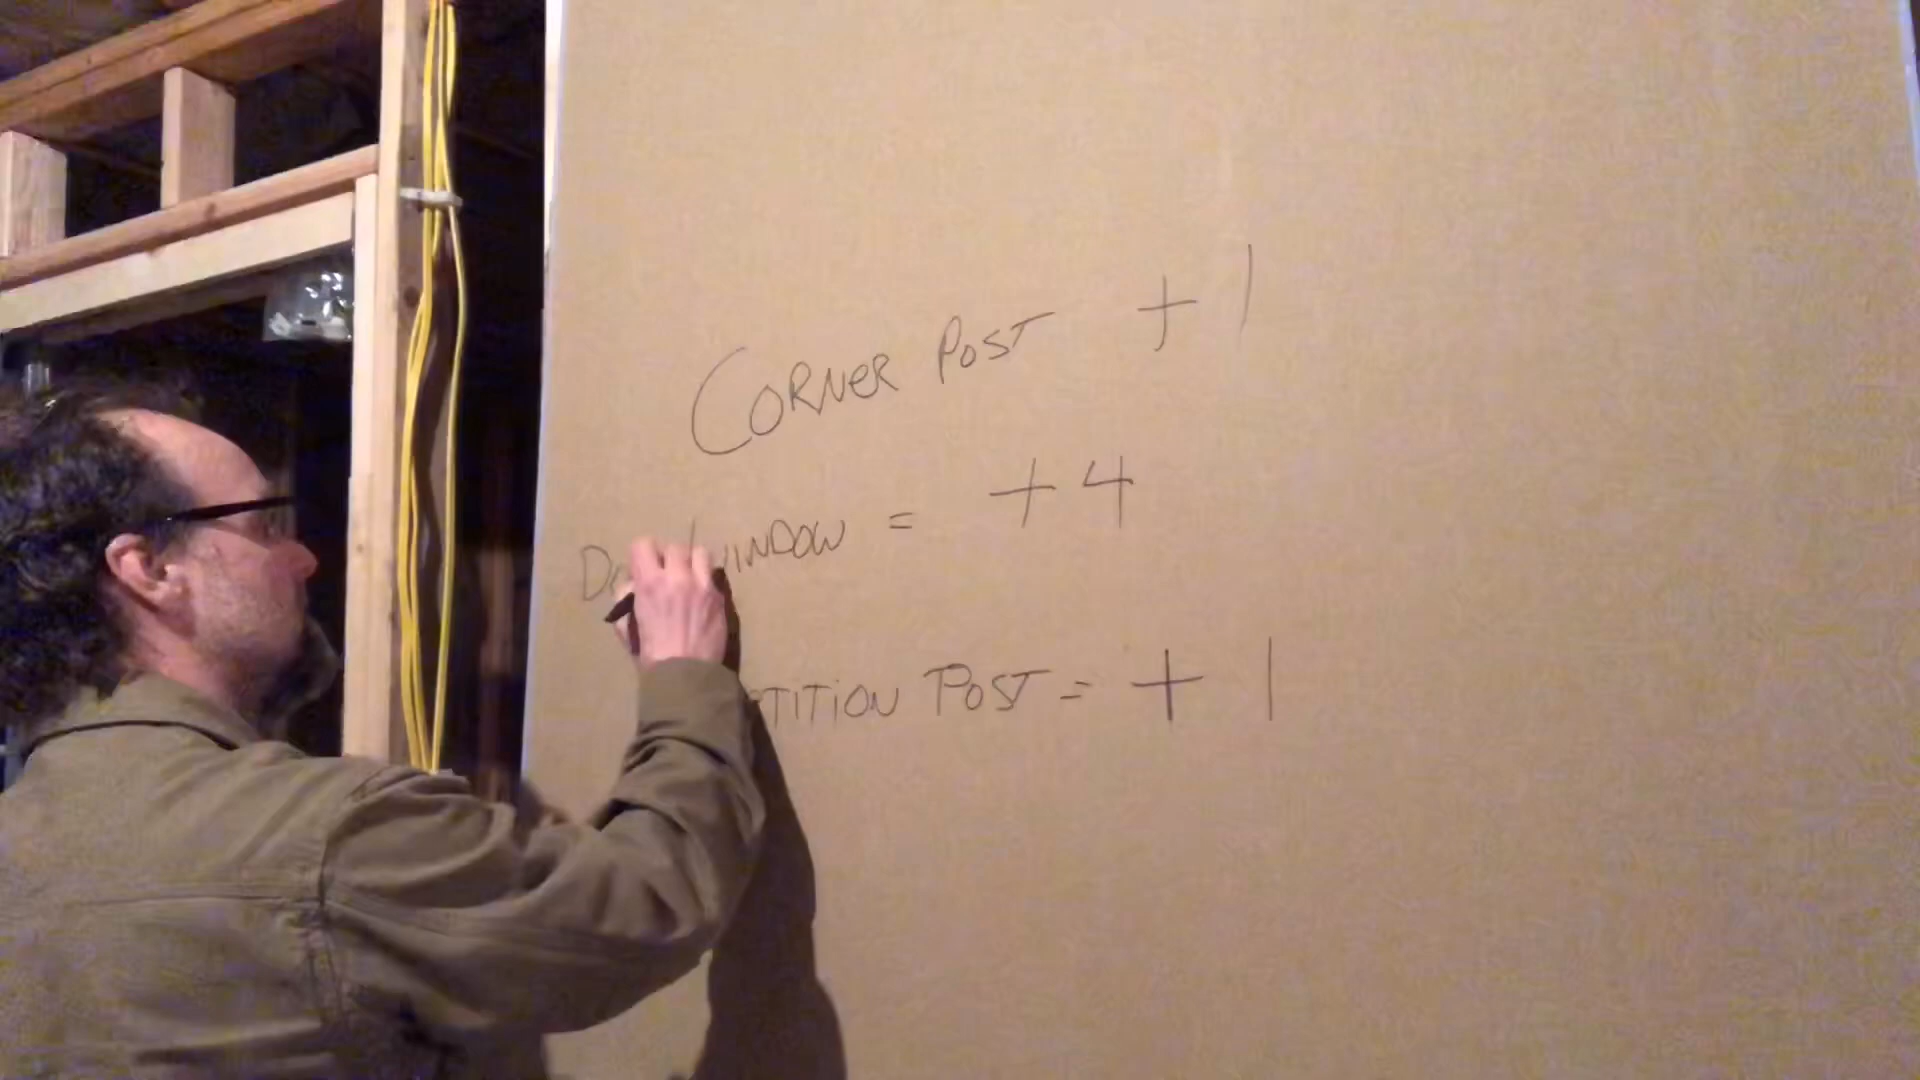 CORNER POST + 1
WINDOW = + 4
POST = + 1